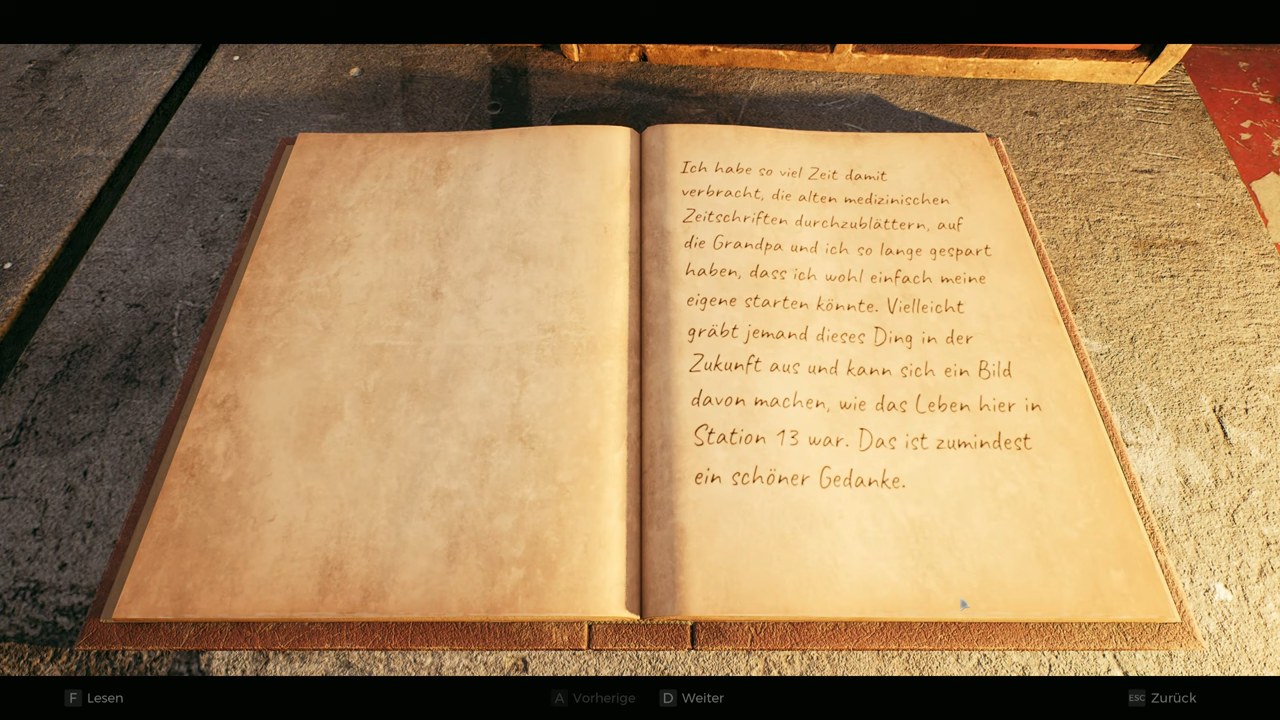 Ich habe so viel Zeit damit
verbracht, die alten medizinischen
Zeitschriften durchzublättern, auf
die Grandpa und ich so lange gespart
haben, dass ich wohl einfach meine
eigene starten könnte. Vielleicht
gräbt jemand dieses Ding in der
Zukunft aus und kann sich ein Bild
davon machen, wie das Leben hier in
Station 13 war. Das ist zumindest
ein schöner Gedanke.
F Lesen
A Vorherige
D Weiter
ESC Zurück